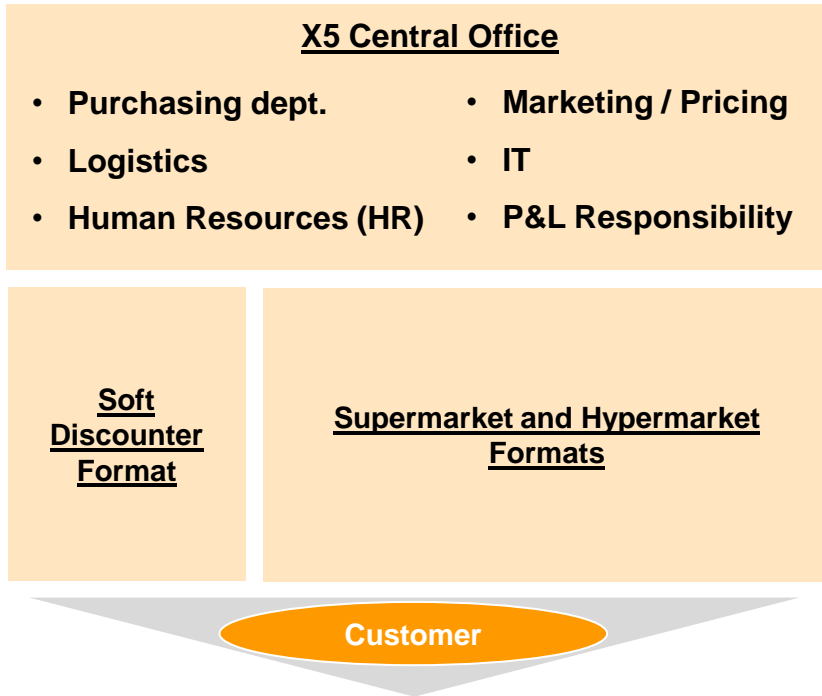 X5 Central Office
• Purchasing dept.
• Logistics
• Human Resources (HR)
• Marketing / Pricing
• IT
• P&L Responsibility
Soft
Discounter
Format
Supermarket and Hypermarket
Formats
Customer